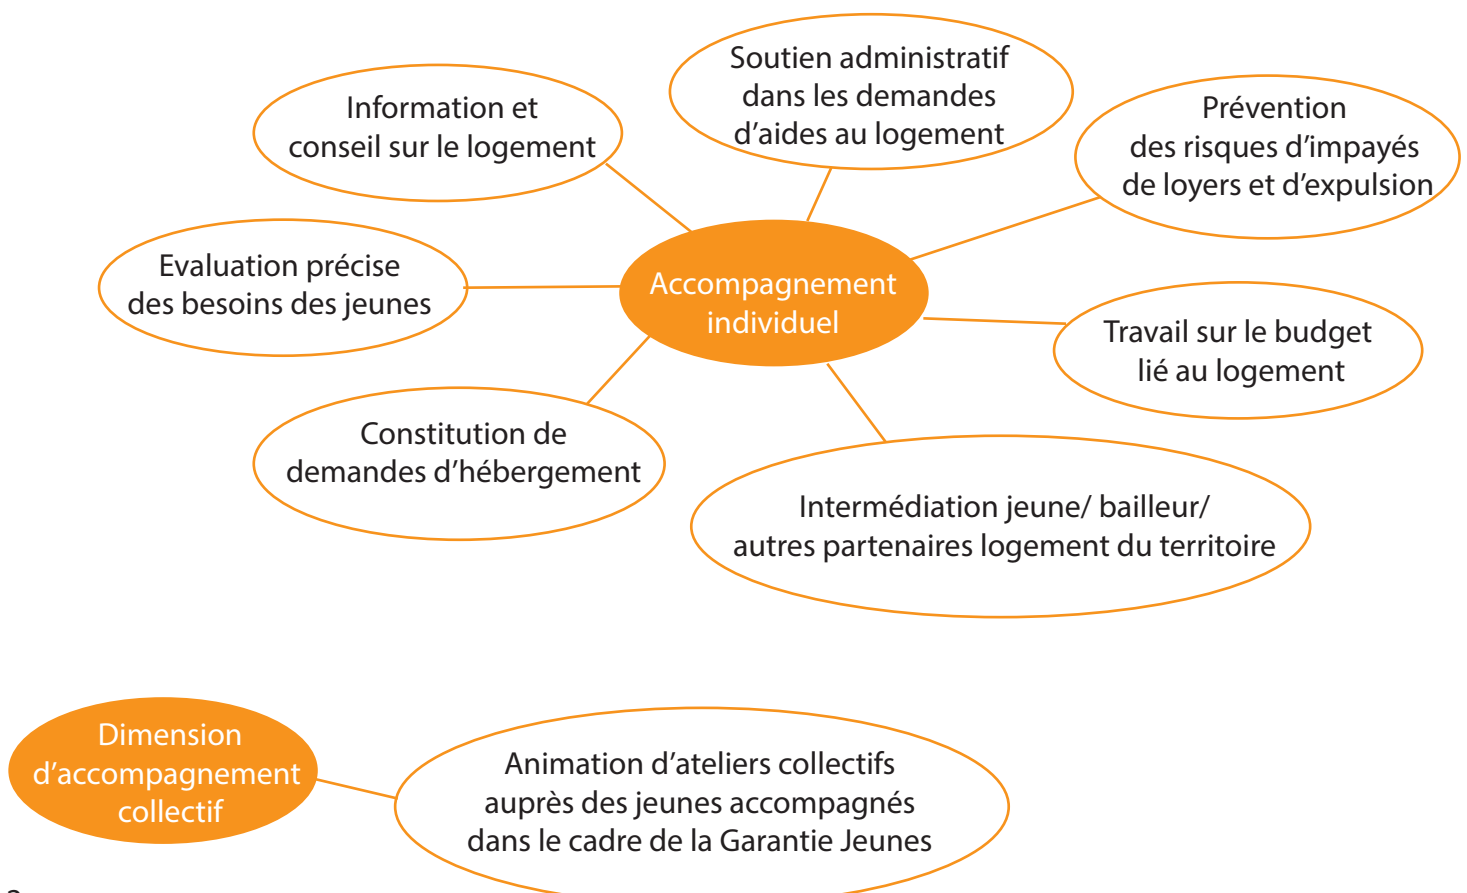 Soutien administratif
dans les demandes
d’aides au logement
Information et
conseil sur le logement
Prévention
des risques d’impayés
de loyers et d’expulsion
Evaluation précise
des besoins des jeunes
Accompagnement
individuel
Travail sur le budget
lié au logement
Constitution de
demandes d’hébergement
Intermédiation jeune/ bailleur/
autres partenaires logement du territoire
Dimension
d’accompagnement
collectif
Animation d’ateliers collectifs
auprès des jeunes accompagnés
dans le cadre de la Garantie Jeunes